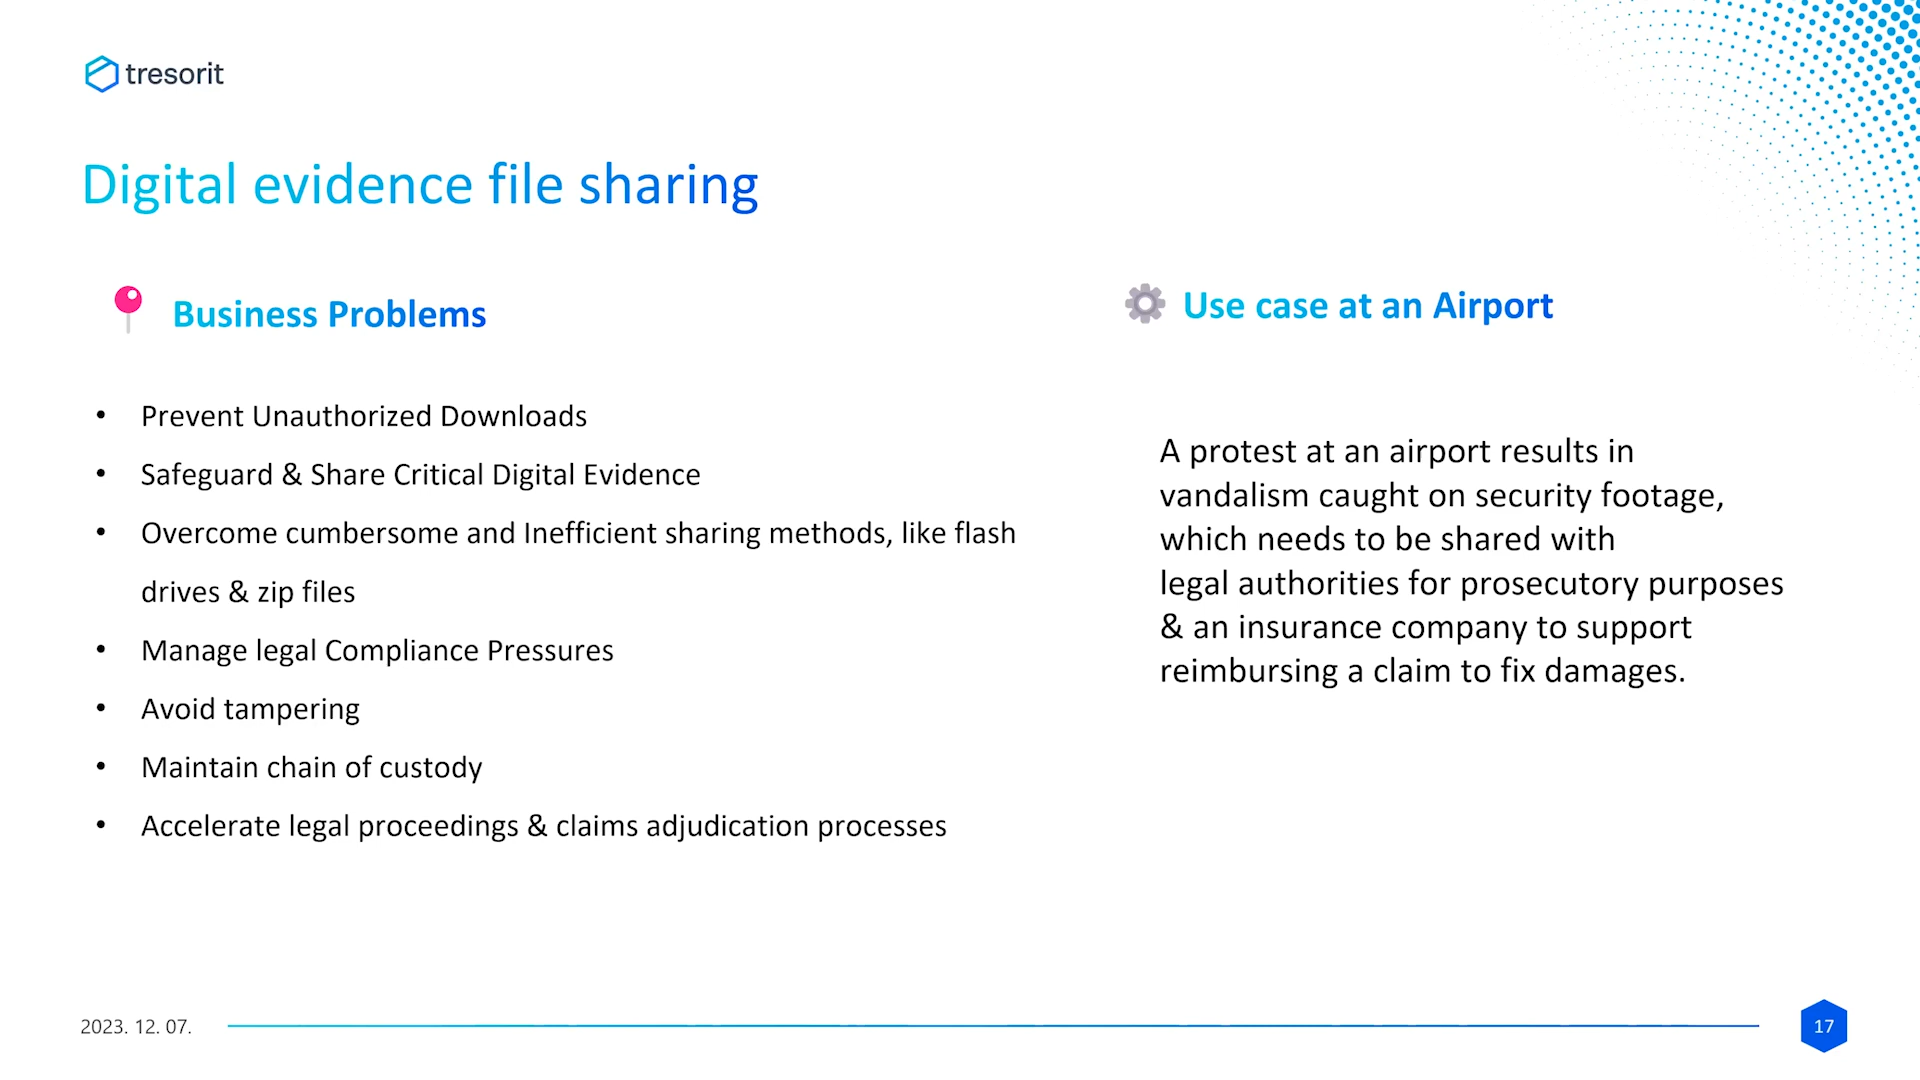 tresorit
Digital evidence file sharing
Business Problems
• Prevent Unauthorized Downloads
• Safeguard & Share Critical Digital Evidence
• Overcome cumbersome and Inefficient sharing methods, like flash
drives & zip files
• Manage legal Compliance Pressures
• Avoid tampering
• Maintain chain of custody
• Accelerate legal proceedings & claims adjudication processes
Use case at an Airport
A protest at an airport results in
vandalism caught on security footage,
which needs to be shared with
legal authorities for prosecutory purposes
& an insurance company to support
reimbursing a claim to fix damages.
2023. 12. 07.
17